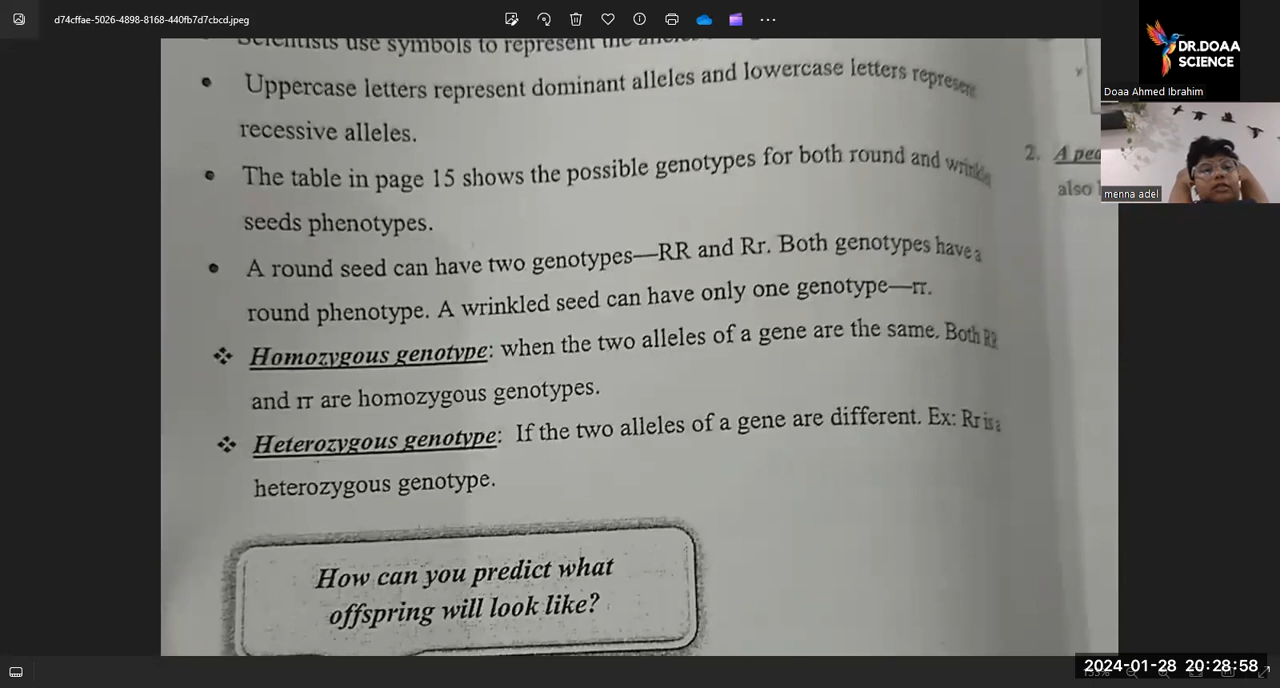 d74cffae-5026-4898-8168-440fb7d7cbcd.jpeg
DR.DOAA
SCIENCE
Doaa Ahmed Ibrahim
menna adel
Scientists use symbols to represent the
• Uppercase letters represent dominant alleles and lowercase letters represent
recessive alleles.
• The table in page 15 shows the possible genotypes for both round and wrinkle
seeds phenotypes.
• A round seed can have two genotypes—RR and Rr. Both genotypes have a
round phenotype. A wrinkled seed can have only one genotype—rr.
❖ Homozygous genotype: when the two alleles of a gene are the same. Both RR
and rr are homozygous genotypes.
❖ Heterozygous genotype: If the two alleles of a gene are different. Ex: Rr is a
heterozygous genotype.
How can you predict what
offspring will look like?
2. A
also
2024-01-28 20:28:58